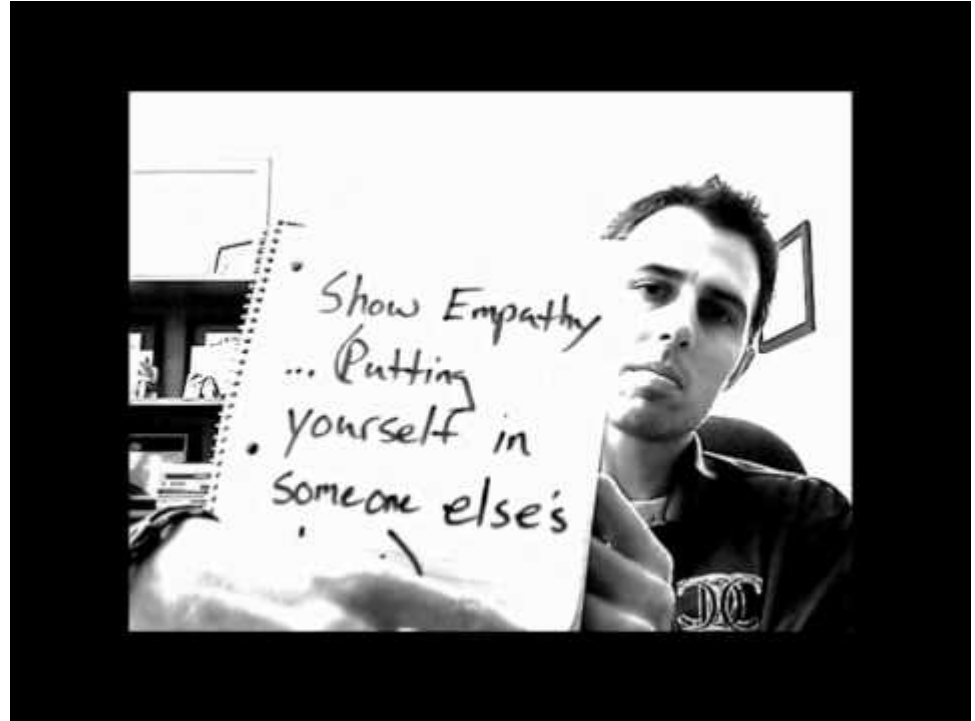 • Show Empathy
... (Putting
yourself in
• someone else's